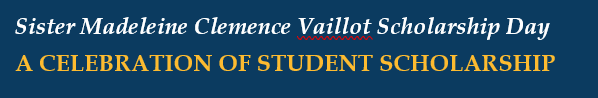 Sister Madeleine Clemence Vaillot Scholarship Day
A CELEBRATION OF STUDENT SCHOLARSHIP